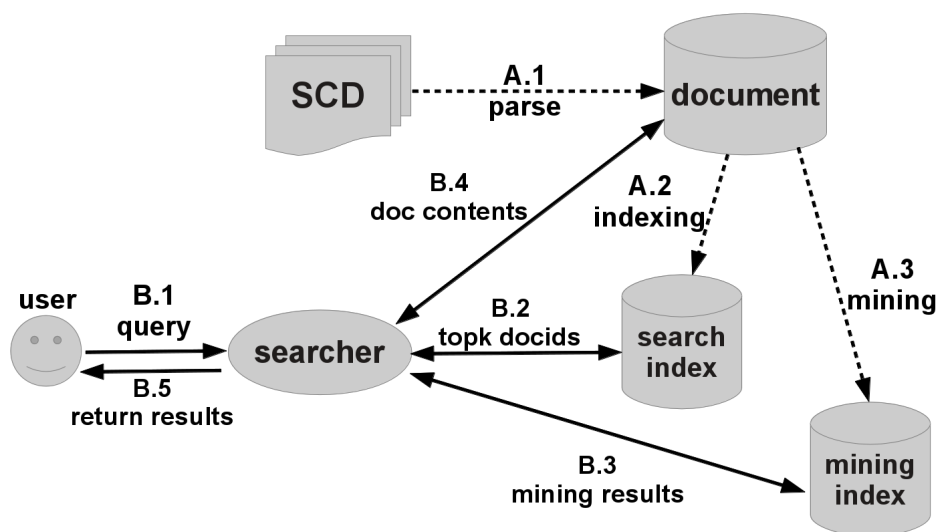 SCD
A.1
parse
document
B.4
doc contents
A.2
indexing
A.3
mining
user
B.1
query
searcher
B.2
topk docids
search
index
B.5
return results
B.3
mining results
mining
index